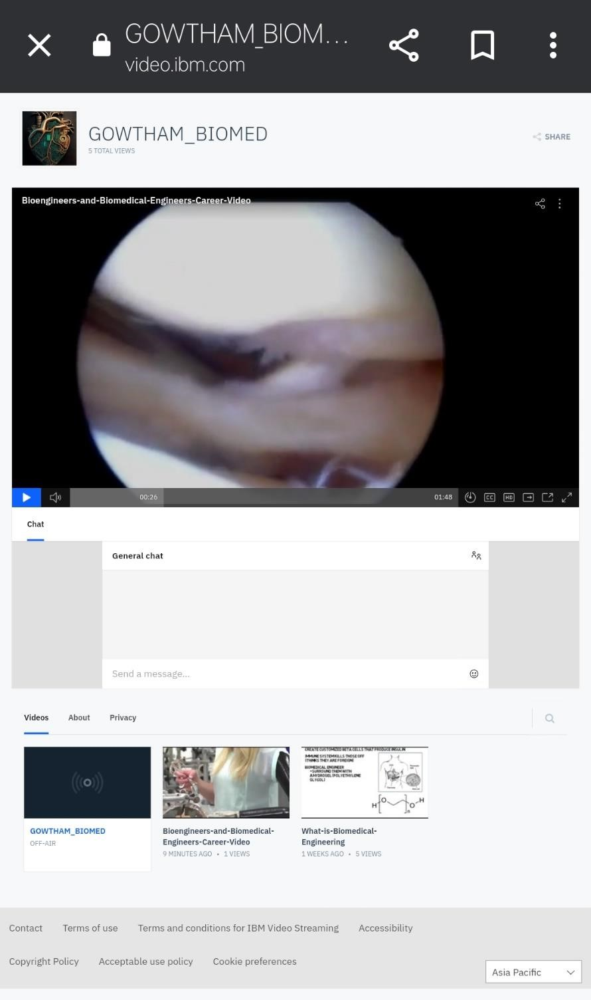 GOWTHAM_BIOM...
video.ibm.com
GOWTHAM_BIOMED
5 TOTAL VIEWS
SHARE
Bioengineers-and-Biomedical-Engineers-Career-Video
00:26
01:48
CC
HD
Chat
General chat
Send a message...
Videos
About
Privacy
GOWTHAM_BIOMED
OFF-AIR
Bioengineers-and-Biomedical-
Engineers-Career-Video
9 MINUTES AGO • 1 VIEWS
CREATE CUSTOMIZED BETA CELLS THAT PRODUCE INSULIN
IMMUNE SYSTEM KILLS THOSE OFF
(THINKS THEY ARE FOREIGN)
BIOMEDICAL ENGINEER
-SURROUND THEM WITH
A HYDROGEL (POLYETHYLENE
GLYCOL)
H O O H
n
What-is-Biomedical-
Engineering
1 WEEKS AGO • 5 VIEWS
Contact
Terms of use
Terms and conditions for IBM Video Streaming
Accessibility
Copyright Policy
Acceptable use policy
Cookie preferences
Asia Pacific